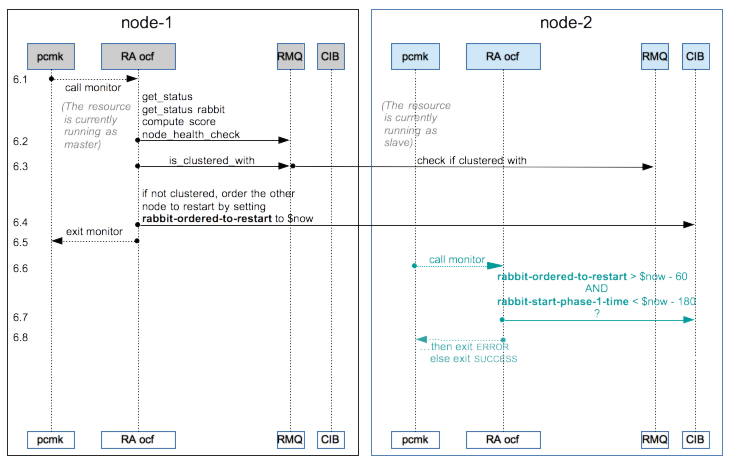 node-1
node-2
pcmk
RA ocf
RMQ
CIB
pcmk
RA ocf
RMQ
CIB
6.1
call monitor
(The resource
is currently
running as
master)
get_status
get_status rabbit
compute score
node_health_check
(The resource
is currently
running as
slave)
6.2
6.3
is_clustered_with
check if clustered with
if not clustered, order the other
node to restart by setting
rabbit-ordered-to-restart to $now
6.4
exit monitor
6.5
6.6
call monitor
rabbit-ordered-to-restart > $now - 60
AND
rabbit-start-phase-1-time < $now - 180
?
6.7
6.8
...then exit ERROR
else exit SUCCESS
pcmk
RA ocf
RMQ
CIB
pcmk
RA ocf
RMQ
CIB